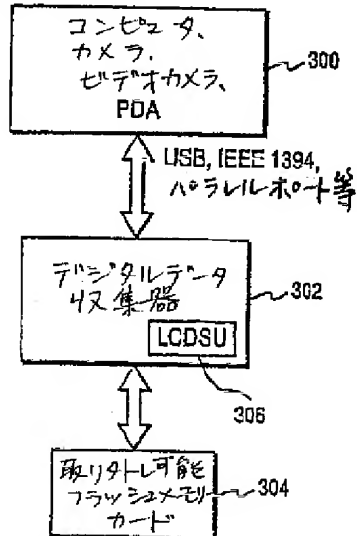 コンピュータ、
カメラ、
ビデオカメラ、
PDA
300
USB, IEEE 1394,
パラレルポート等
デジタルデータ
収集器
302
LCDSU
306
取り外し可能
フラッシュメモリ
カード
304